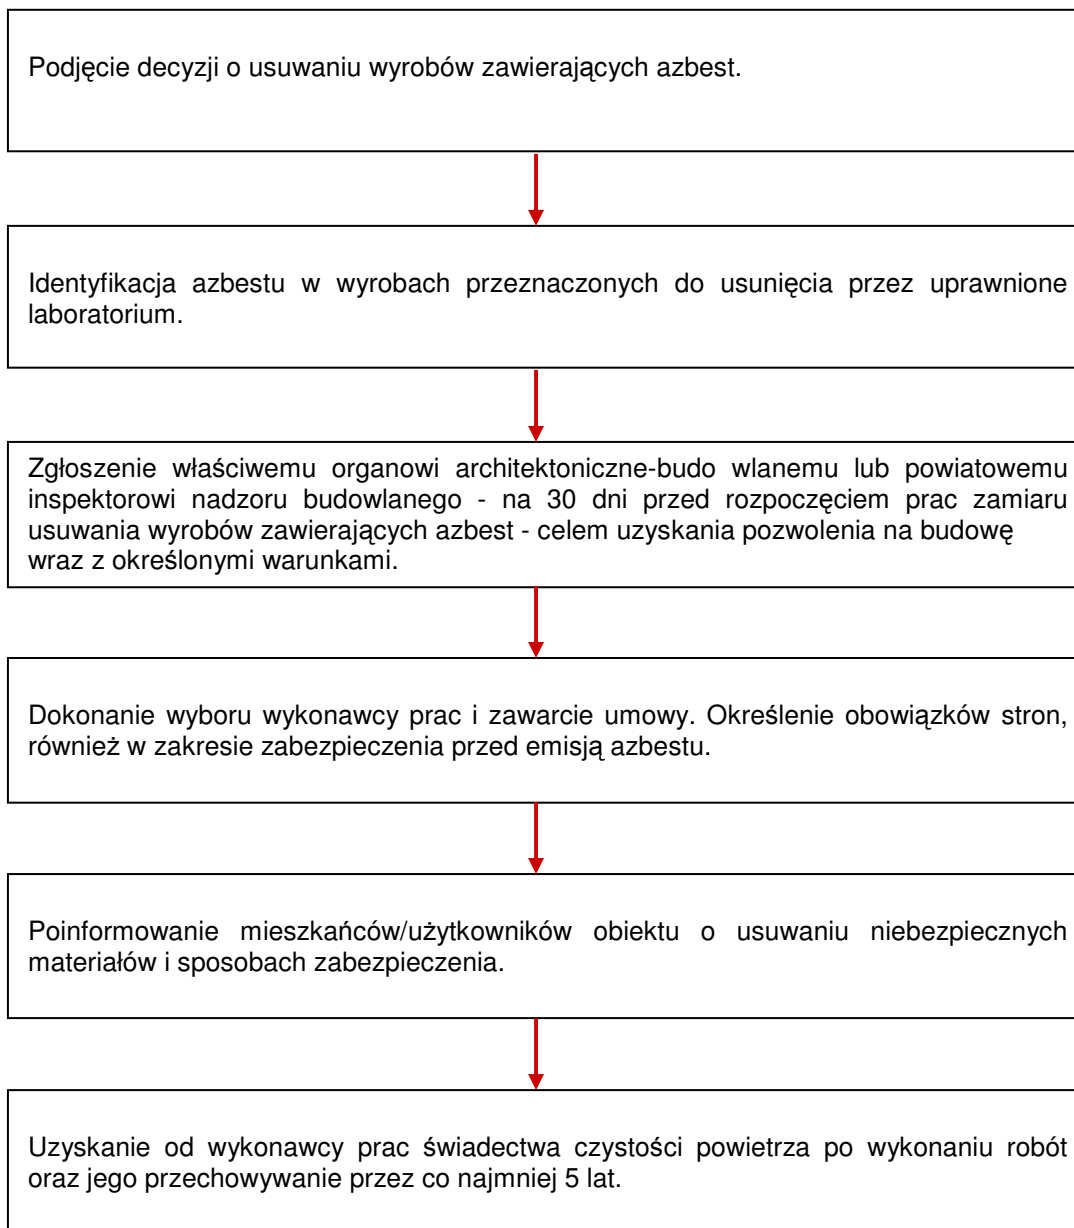 Podjęcie decyzji o usuwaniu wyrobów zawierających azbest.
Identyfikacja azbestu w wyrobach przeznaczonych do usunięcia przez uprawnione
laboratorium.
Zgłoszenie właściwemu organowi architektoniczne-budo wlanemu lub powiatowemu
inspektorowi nadzoru budowlanego - na 30 dni przed rozpoczęciem prac zamiaru
usuwania wyrobów zawierających azbest - celem uzyskania pozwolenia na budowę
wraz z określonymi warunkami.
Dokonanie wyboru wykonawcy prac i zawarcie umowy. Określenie obowiązków stron,
również w zakresie zabezpieczenia przed emisją azbestu.
Poinformowanie mieszkańców/użytkowników obiektu o usuwaniu niebezpiecznych
materiałów i sposobach zabezpieczenia.
Uzyskanie od wykonawcy prac świadectwa czystości powietrza po wykonaniu robót
oraz jego przechowywanie przez co najmniej 5 lat.